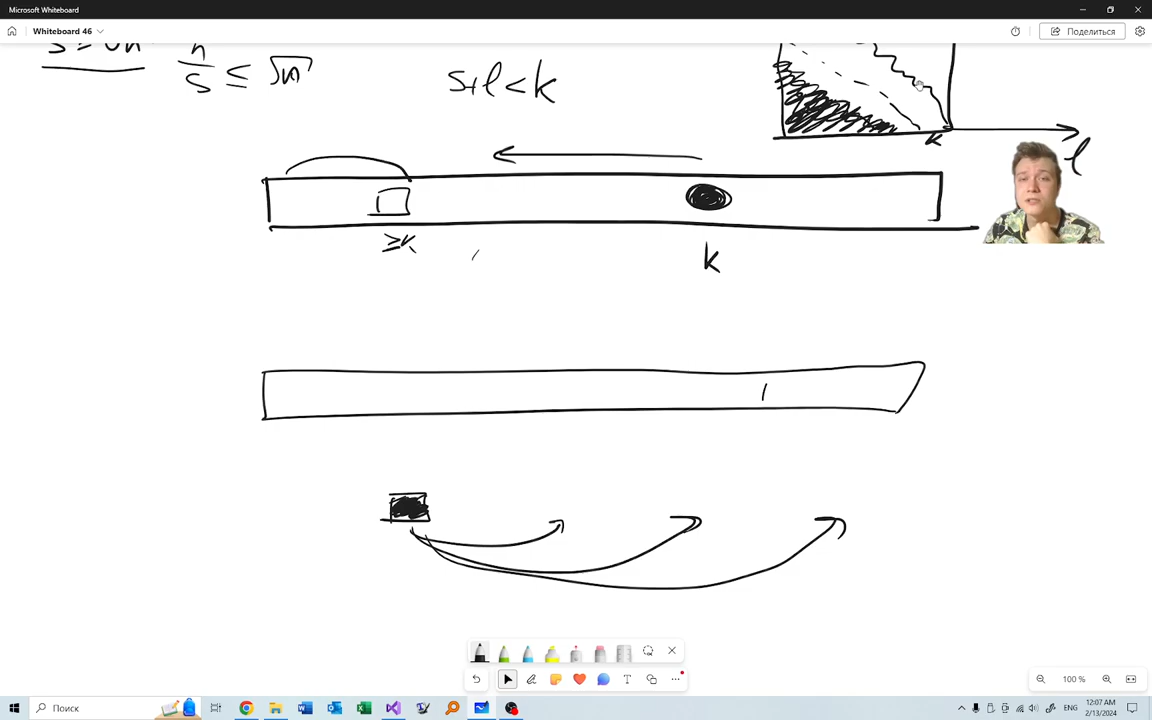 Microsoft Whiteboard
Whiteboard 46
Поделиться
n/s ≤ √n
s+l<k
k
l
≥k
k
100 %
Поиск
ENG
12:07 AM
2/13/2024